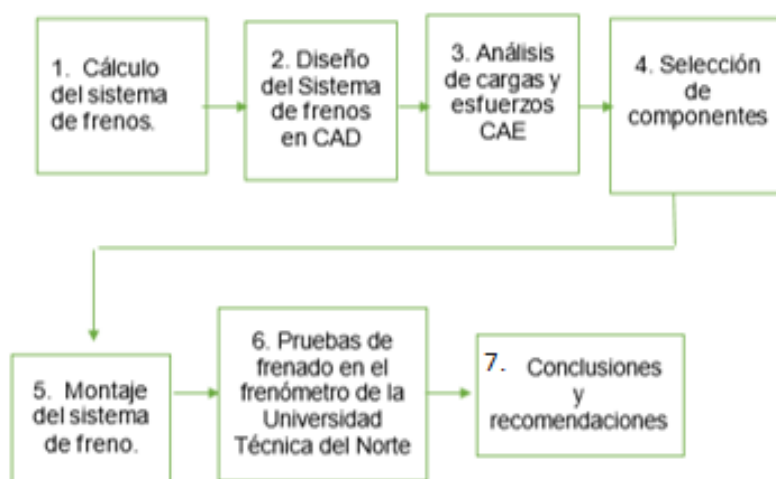 1. Cálculo
del sistema
de frenos.
2. Diseño
del Sistema
de frenos
en CAD
3. Análisis
de cargas y
esfuerzos
CAE
4. Selección
de
componentes
5. Montaje
del sistema
de freno.
6. Pruebas de
frenado en el
frenómetro de la
Universidad
Técnica del Norte
7. Conclusiones
y
recomendaciones